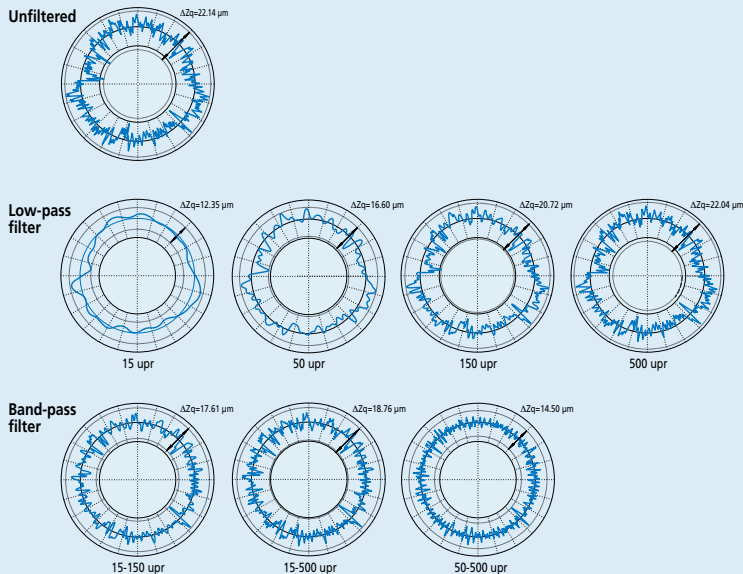 Unfiltered
ΔZq=22.14 µm
Low-pass
filter
ΔZq=12.35 µm
ΔZq=16.60 µm
ΔZq=20.72 µm
ΔZq=22.04 µm
15 upr
50 upr
150 upr
500 upr
Band-pass
filter
ΔZq=17.61 µm
ΔZq=18.76 µm
ΔZq=14.50 µm
15-150 upr
15-500 upr
50-500 upr